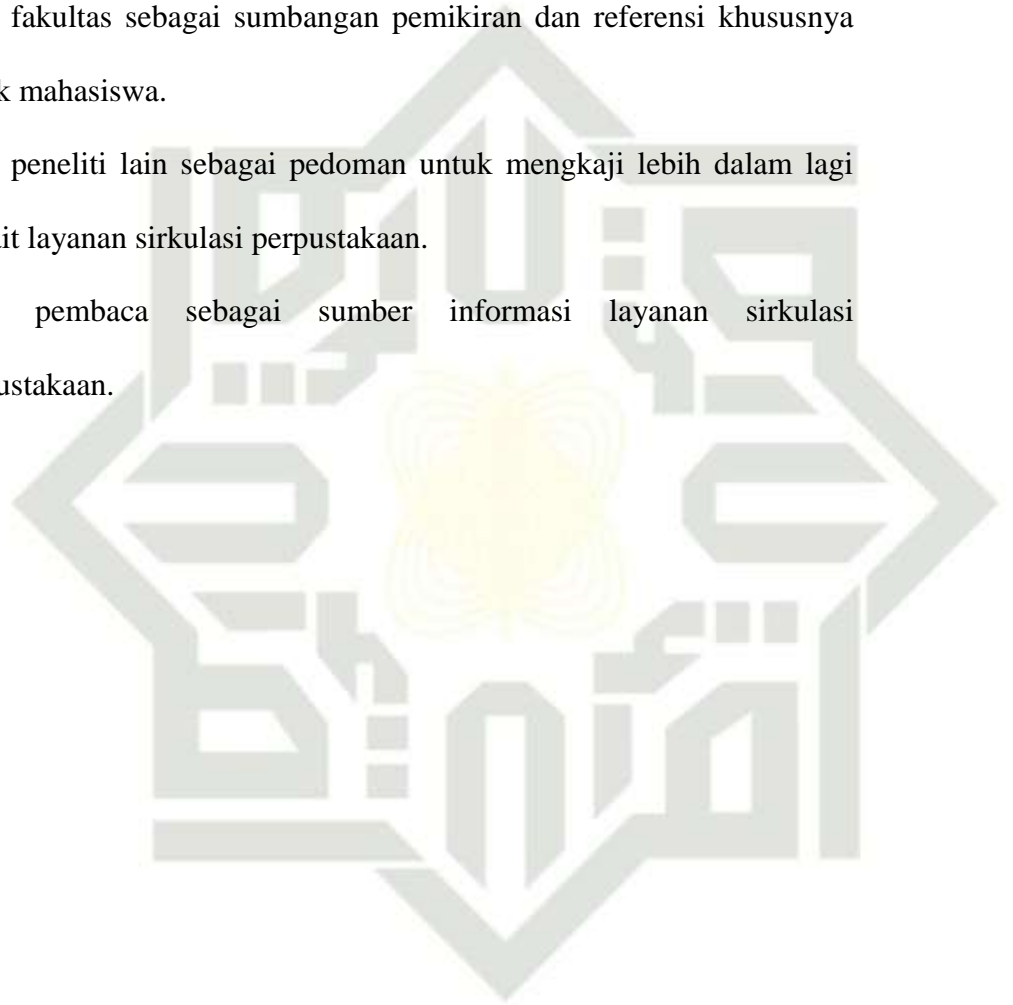 fakultas sebagai sumbangan pemikiran dan referensi khususnya
k mahasiswa.
peneliti lain sebagai pedoman untuk mengkaji lebih dalam lagi
it layanan sirkulasi perpustakaan.
pembaca sebagai sumber informasi layanan sirkulasi
ustakaan.